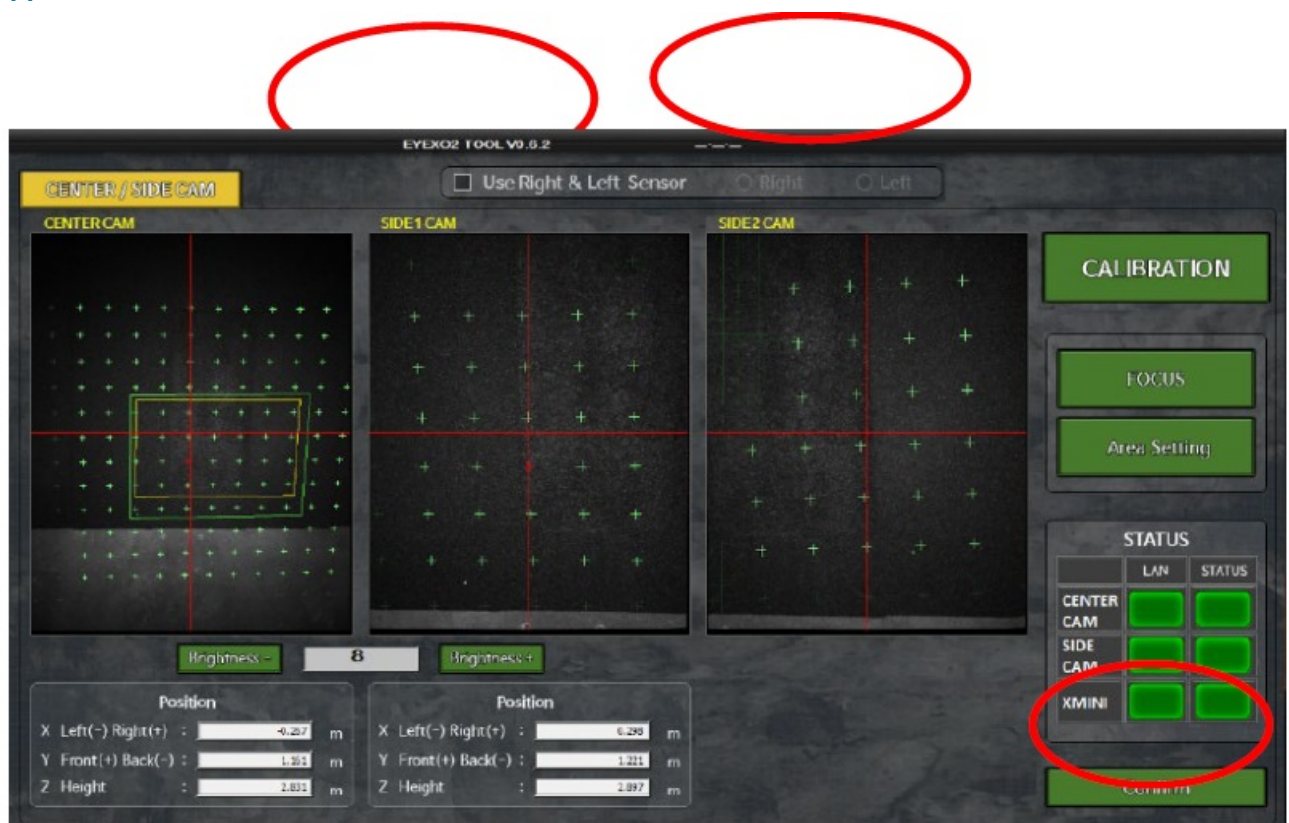 EYEXO2 TOOL V0.6.2
CENTER / SIDE CAM
Use Right & Left Sensor
Right
Left
CENTER CAM
SIDE1 CAM
SIDE2 CAM
CALIBRATION
FOCUS
Area Setting
STATUS
LAN STATUS
CENTER CAM
SIDE CAM
XMINI
Confirm
Brightness -
8
Brightness +
Position
X Left(-) Right(+) : m
Y Front(+) Back(-) : m
Z Height : 2.831 m
Position
X Left(-) Right(+) : m
Y Front(+) Back(-) : m
Z Height : 2.897 m